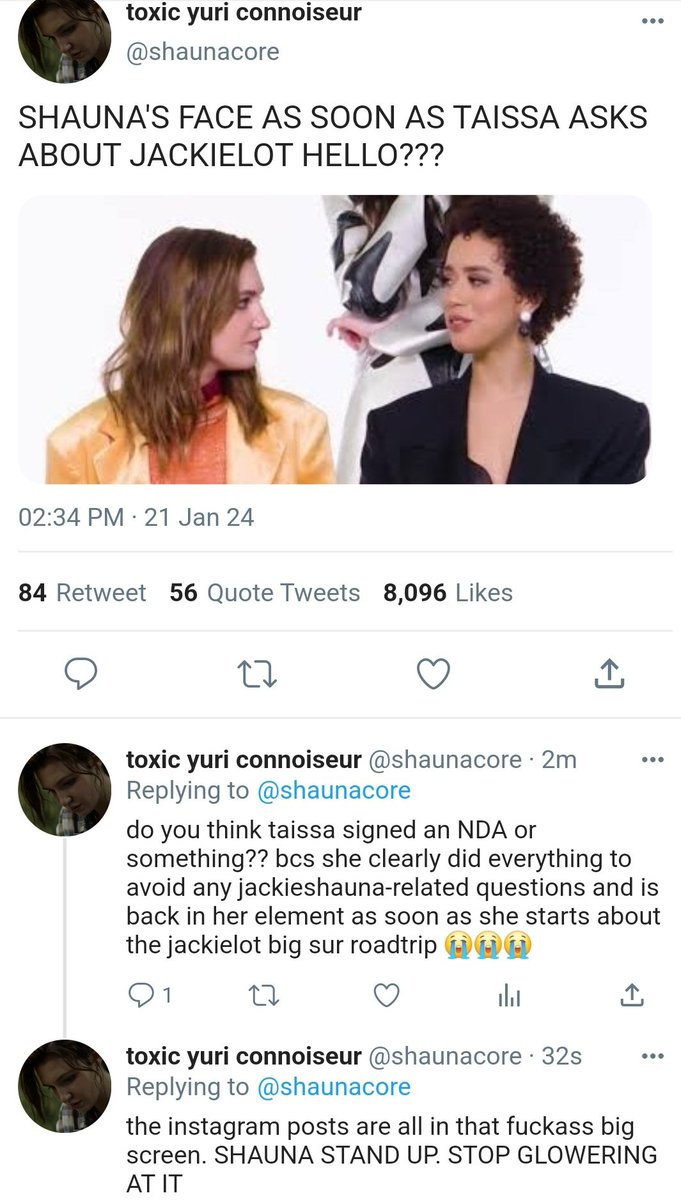 toxic yuri connoiseur
@shaunacore
SHAUNA'S FACE AS SOON AS TAISSA ASKS
ABOUT JACKIELOT HELLO???
02:34 PM · 21 Jan 24
84 Retweet 56 Quote Tweets 8,096 Likes
toxic yuri connoiseur @shaunacore · 2m
Replying to @shaunacore
do you think taissa signed an NDA or
something?? bcs she clearly did everything to
avoid any jackieshauna-related questions and is
back in her element as soon as she starts about
the jackielot big sur roadtrip 😭😭😭
1
toxic yuri connoiseur @shaunacore · 32s
Replying to @shaunacore
the instagram posts are all in that fuckass big
screen. SHAUNA STAND UP. STOP GLOWERING
AT IT